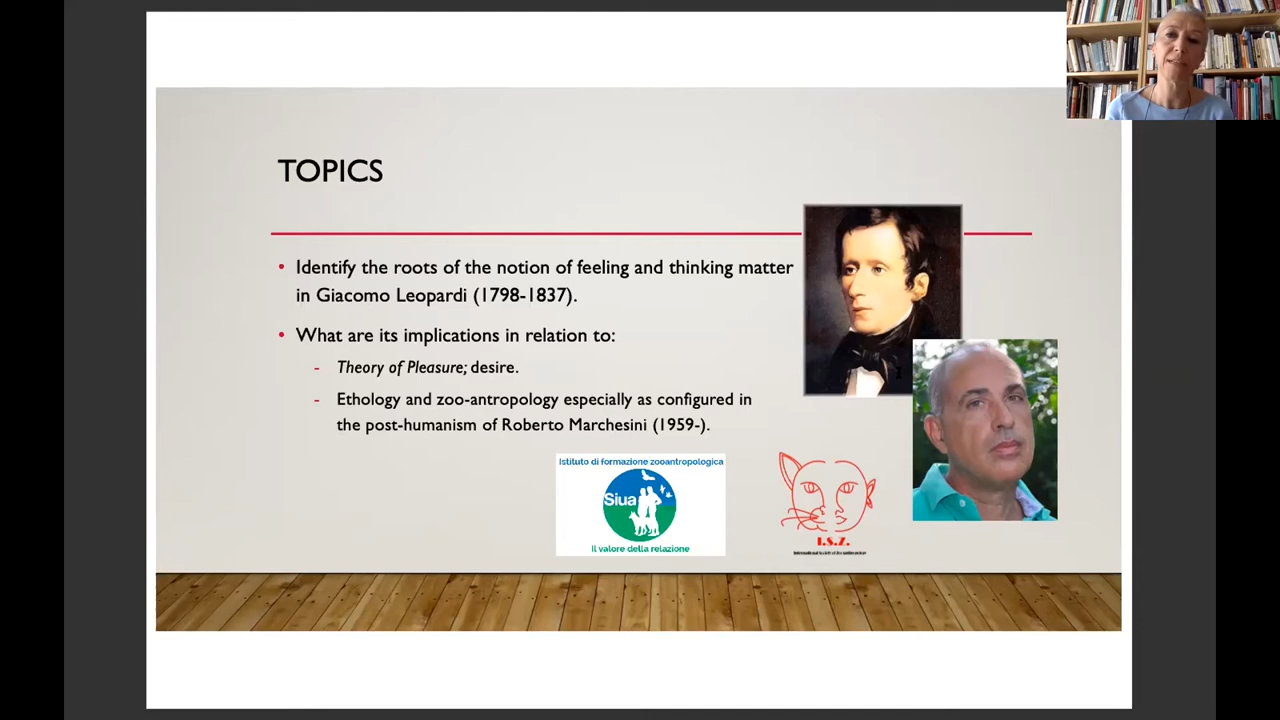 TOPICS
• Identify the roots of the notion of feeling and thinking matter
in Giacomo Leopardi (1798-1837).
• What are its implications in relation to:
- Theory of Pleasure; desire.
- Ethology and zoo-antropology especially as configured in
the post-humanism of Roberto Marchesini (1959-).
Istituto di formazione zooantropologica
Siua
Il valore della relazione
I.S.Z.